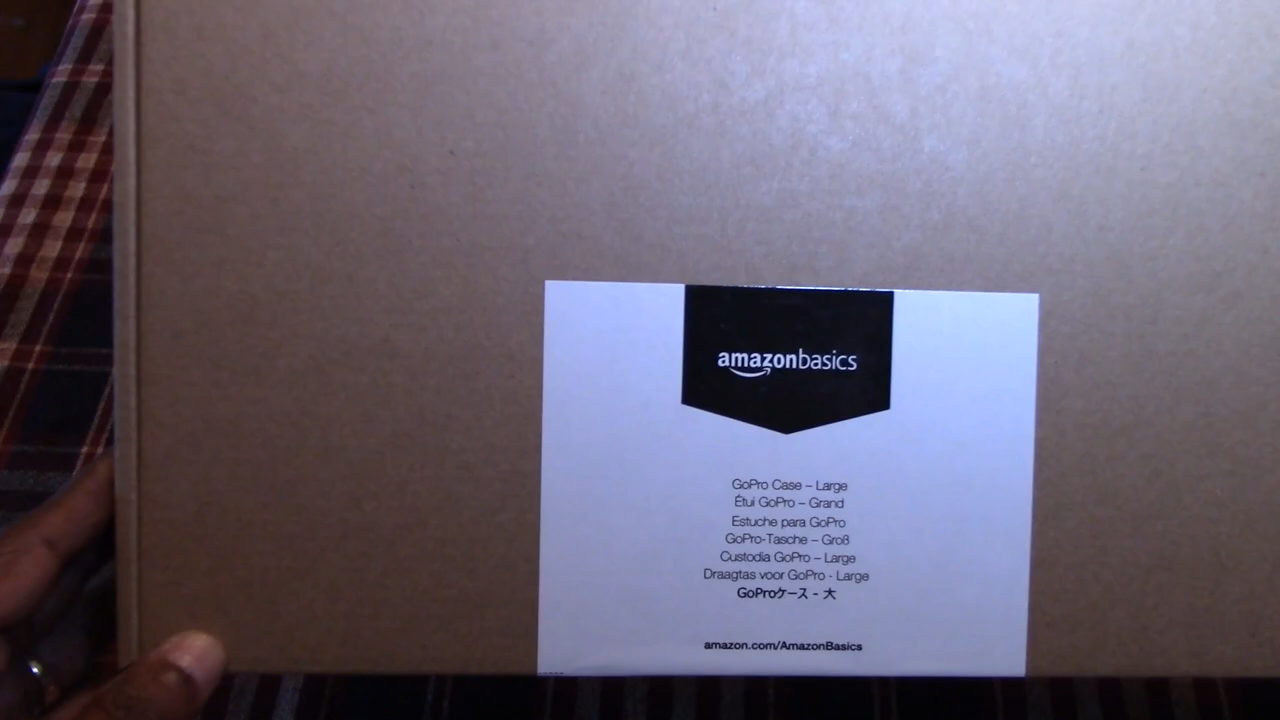 amazonbasics
GoPro Case – Large
Étui GoPro – Grand
Estuche para GoPro
GoPro-Tasche – Groß
Custodia GoPro – Large
Draagtas voor GoPro - Large
GoProケース - 大
amazon.com/AmazonBasics